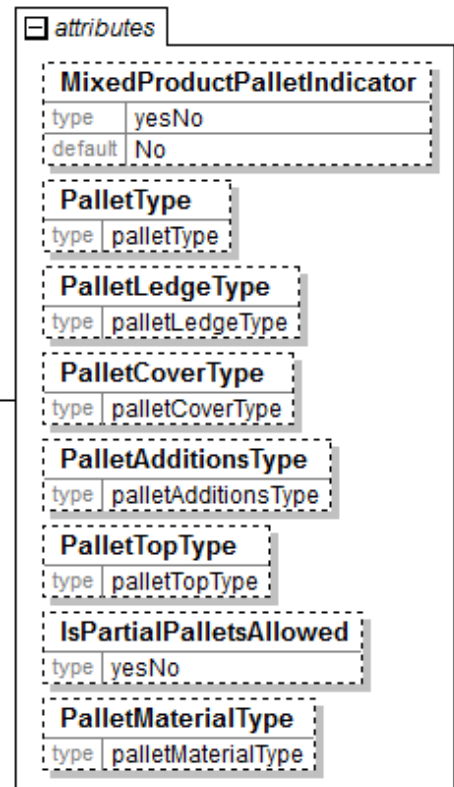 attributes
MixedProductPalletIndicator
type yesNo
default No
PalletType
type palletType
PalletLedgeType
type palletLedgeType
PalletCoverType
type palletCoverType
PalletAdditionsType
type palletAdditionsType
PalletTopType
type palletTopType
IsPartialPalletsAllowed
type yesNo
PalletMaterialType
type palletMaterialType